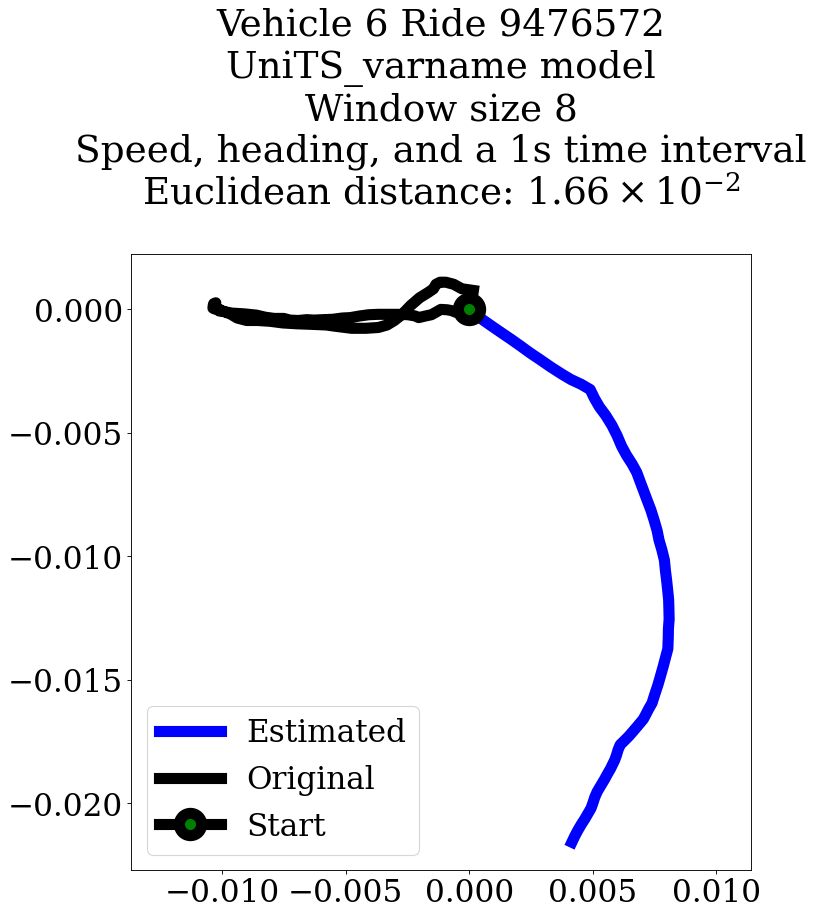 Vehicle 6 Ride 9476572
UniTS_varname model
Window size 8
Speed, heading, and a 1s time interval
Euclidean distance: 1.66 × 10⁻²
0.000
−0.005
−0.010
−0.015
−0.020
Estimated
Original
Start
−0.010 −0.005 0.000 0.005 0.010